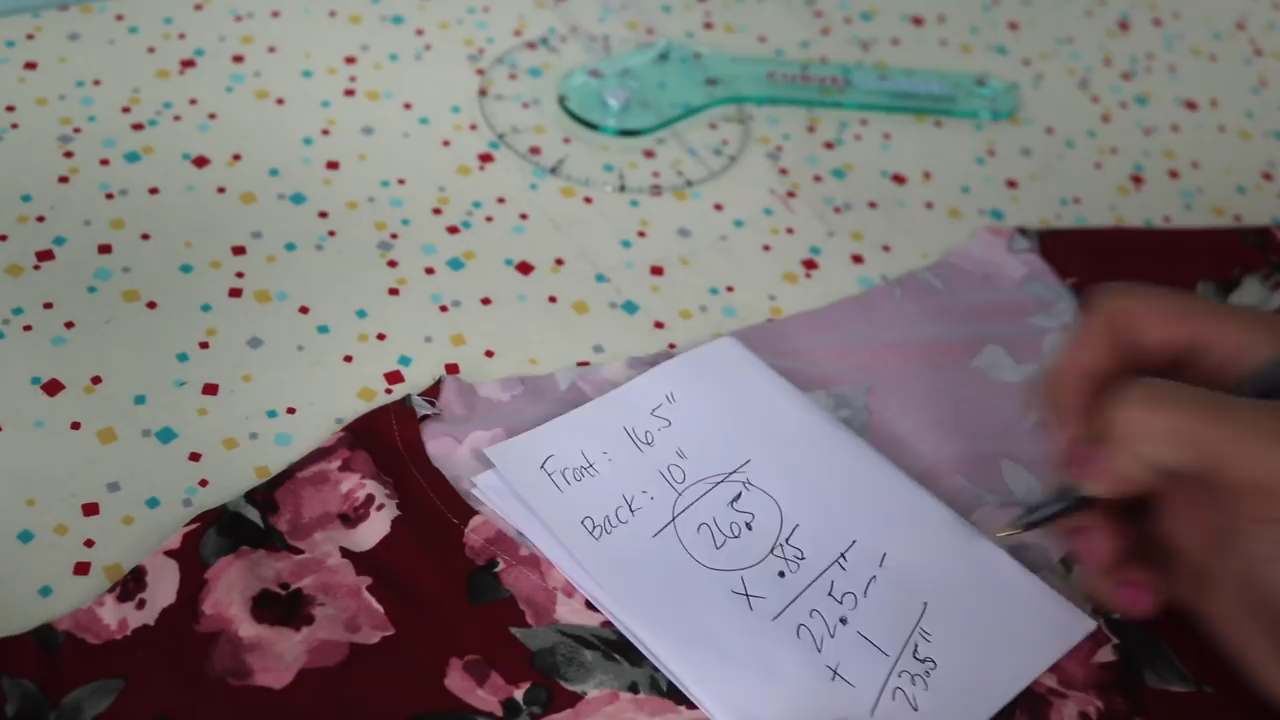 Front: 16.5"
Back: 10"
26.5"
x .85
22.5"
+ 1
23.5"